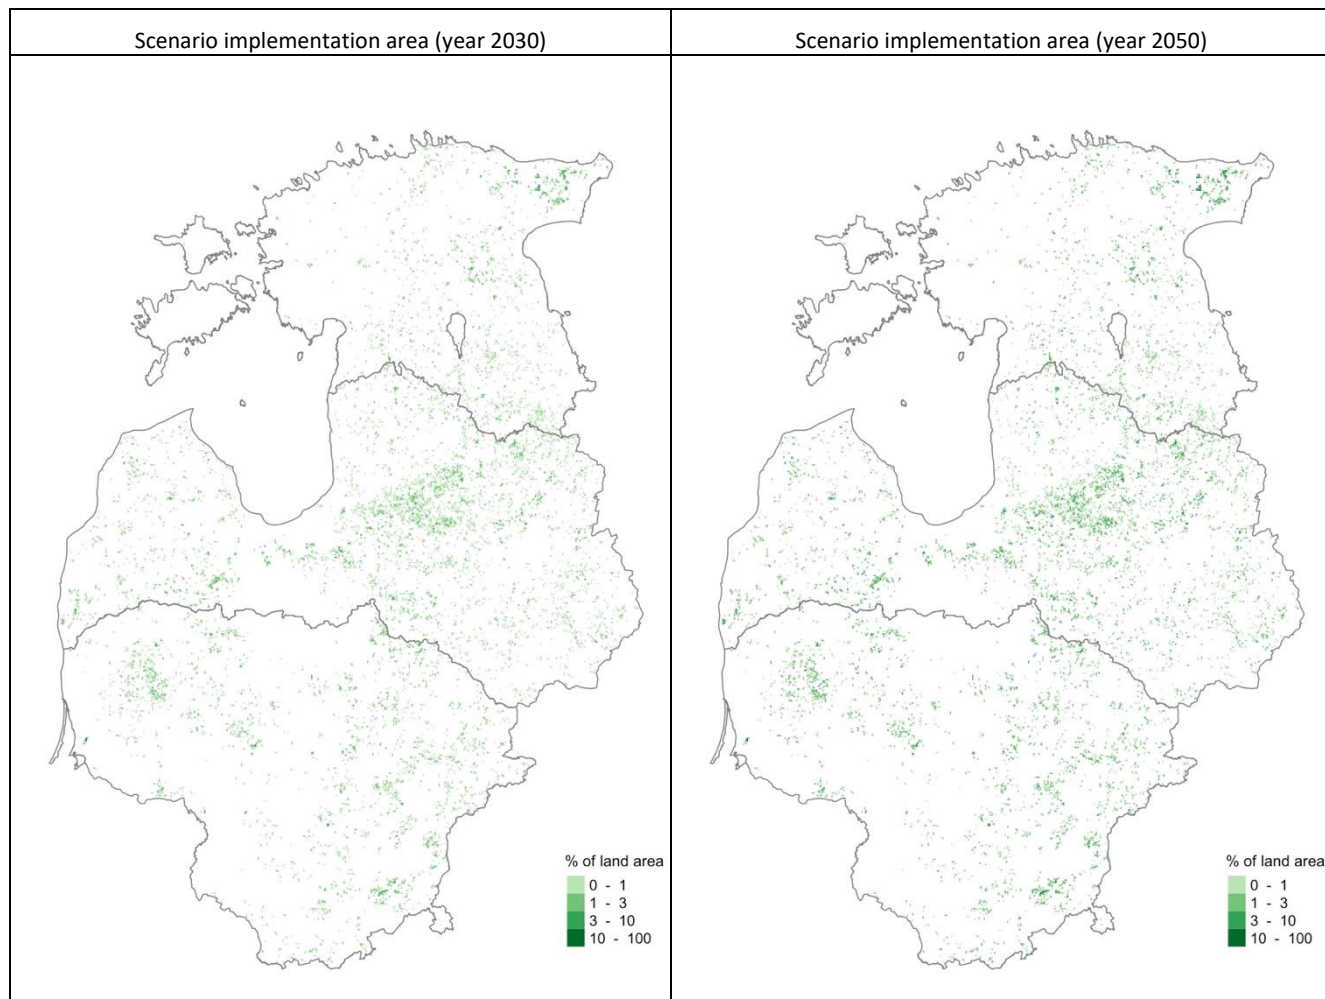 Scenario implementation area (year 2030)
Scenario implementation area (year 2050)
% of land area
0 - 1
1 - 3
3 - 10
10 - 100
% of land area
0 - 1
1 - 3
3 - 10
10 - 100